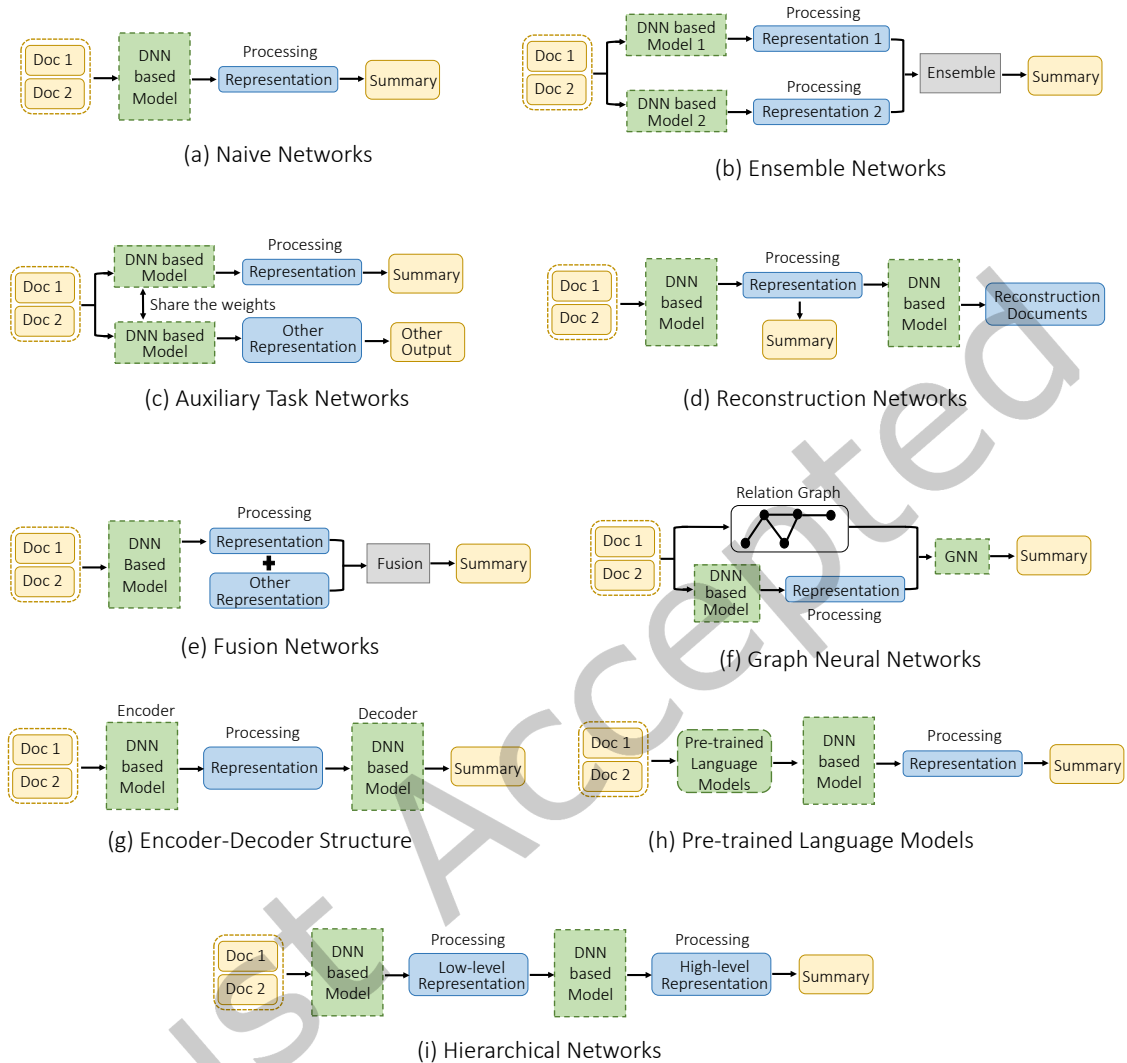 Doc 1
Doc 2
DNN
based
Model
Processing
Representation
Summary
(a) Naive Networks
Doc 1
Doc 2
DNN based
Model 1
Processing
Representation 1
DNN based
Model 2
Processing
Representation 2
Ensemble
Summary
(b) Ensemble Networks
Doc 1
Doc 2
DNN based
Model
Processing
Representation
Summary
Share the weights
DNN based
Model
Other
Representation
Other
Output
(c) Auxiliary Task Networks
Doc 1
Doc 2
DNN
based
Model
Processing
Representation
Summary
DNN
based
Model
Reconstruction
Documents
(d) Reconstruction Networks
Doc 1
Doc 2
DNN
Based
Model
Processing
Representation
Other
Representation
Fusion
Summary
(e) Fusion Networks
Doc 1
Doc 2
Relation Graph
DNN
based
Model
Representation
Processing
GNN
Summary
(f) Graph Neural Networks
Doc 1
Doc 2
Encoder
DNN
based
Model
Processing
Representation
Decoder
DNN
based
Model
Summary
(g) Encoder-Decoder Structure
Doc 1
Doc 2
Pre-trained
Language
Models
DNN
based
Model
Processing
Representation
Summary
(h) Pre-trained Language Models
Doc 1
Doc 2
DNN
based
Model
Processing
Low-level
Representation
DNN
based
Model
Processing
High-level
Representation
Summary
(i) Hierarchical Networks
ust Accepted